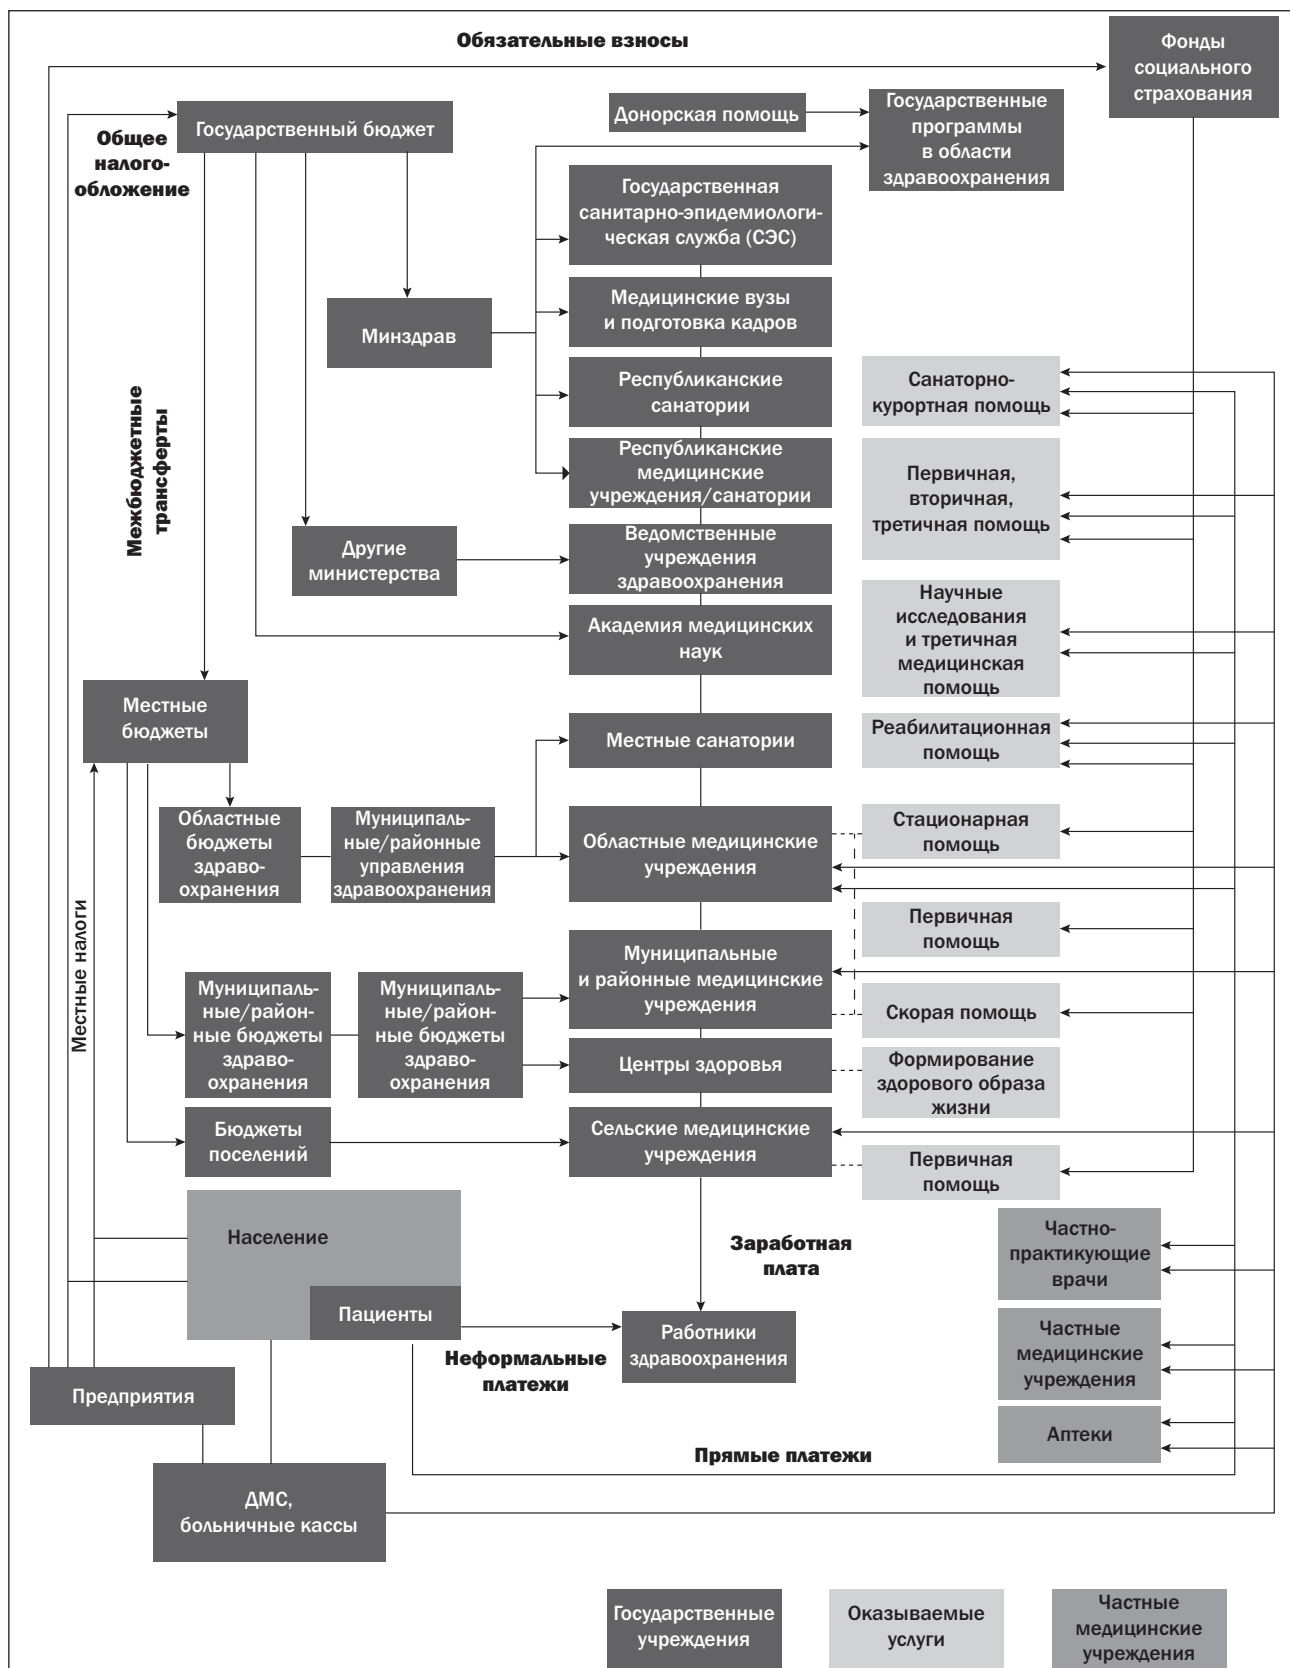 Обязательные взносы
Фонды
социального
страхования
Государственный бюджет
Общее
налого-
обложение
Донорская помощь
Государственные
программы
в области
здравоохранения
Государственная
санитарно-эпидемиологи-
ческая служба (СЭС)
Медицинские вузы
и подготовка кадров
Минздрав
Республиканские
санатории
Санаторно-
курортная помощь
Межбюджетные
трансферты
Республиканские
медицинские
учреждения/санатории
Первичная,
вторичная,
третичная помощь
Другие
министерства
Ведомственные
учреждения
здравоохранения
Академия медицинских
наук
Научные
исследования
и третичная
медицинская
помощь
Местные
бюджеты
Местные санатории
Реабилитационная
помощь
Областные
бюджеты
здраво-
охранения
Муниципаль-
ные/районные
управления
здравоохранения
Областные медицинские
учреждения
Стационарная
помощь
Первичная
помощь
Местные налоги
Муниципаль-
ные/район-
ные бюджеты
здраво-
охранения
Муниципаль-
ные/район-
ные бюджеты
здраво-
охранения
Муниципальные
и районные медицинские
учреждения
Скорая помощь
Центры здоровья
Формирование
здорового образа
жизни
Бюджеты
поселений
Сельские медицинские
учреждения
Первичная
помощь
Население
Пациенты
Заработная
плата
Частно-
практикующие
врачи
Неформальные
платежи
Работники
здравоохранения
Частные
медицинские
учреждения
Предприятия
Аптеки
Прямые платежи
ДМС,
больничные кассы
Государственные
учреждения
Оказываемые
услуги
Частные
медицинские
учреждения